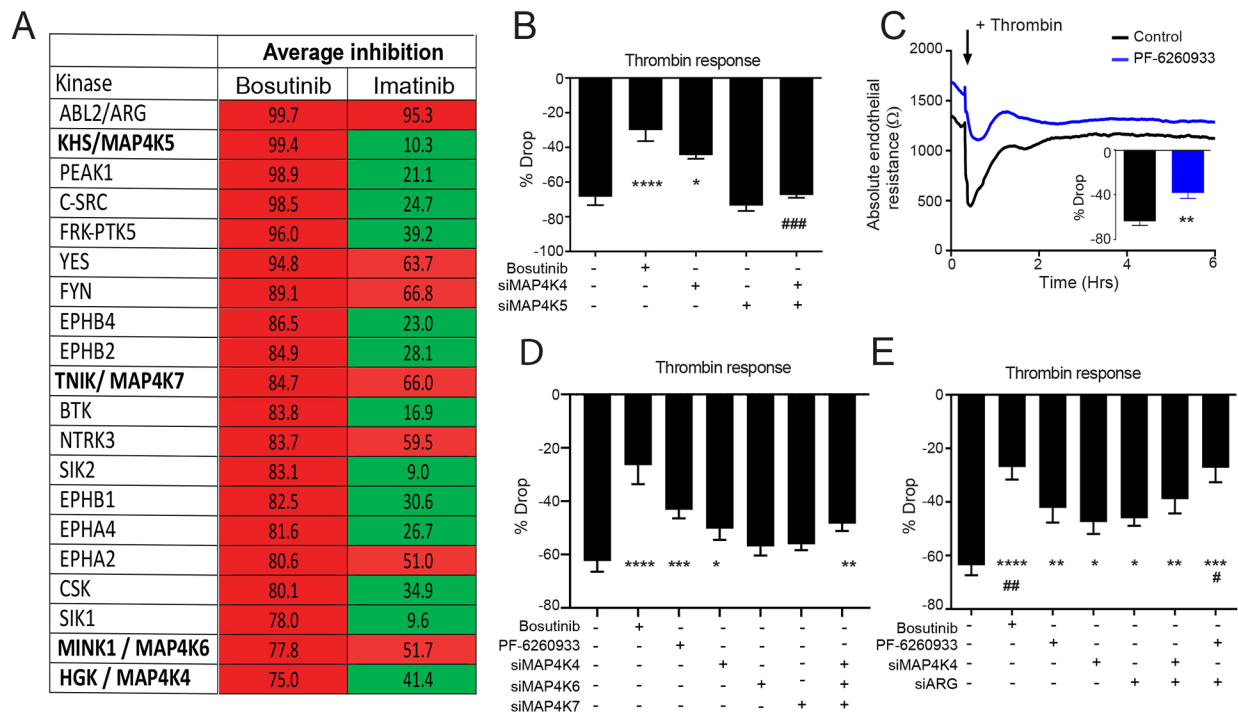 A
Average inhibition
Kinase Bosutinib Imatinib
ABL2/ARG 99.7 95.3
KHS/MAP4K5 99.4 10.3
PEAK1 98.9 21.1
C-SRC 98.5 24.7
FRK-PTK5 96.0 39.2
YES 94.8 63.7
FYN 89.1 66.8
EPHB4 86.5 23.0
EPHB2 84.9 28.1
TNIK/ MAP4K7 84.7 66.0
BTK 83.8 16.9
NTRK3 83.7 59.5
SIK2 83.1 9.0
EPHB1 82.5 30.6
EPHA4 81.6 26.7
EPHA2 80.6 51.0
CSK 80.1 34.9
SIK1 78.0 9.6
MINK1 / MAP4K6 77.8 51.7
HGK / MAP4K4 75.0 41.4
B
Thrombin response
% Drop
0
-20
-40
-60
-80
-100
**** *
###
Bosutinib - + - - -
siMAP4K4 - - + - +
siMAP4K5 - - - + +
C
+ Thrombin
Control
PF-6260933
Absolute endothelial
resistance (Ω)
2000
1500
1000
500
0
0 2 4 6
Time (Hrs)
% Drop
0
-40
-80
**
D
Thrombin response
% Drop
0
-20
-40
-60
-80
**** *** * **
Bosutinib - + - - - - -
PF-6260933 - - + - - - -
siMAP4K4 - - - + - - +
siMAP4K6 - - - - + - +
siMAP4K7 - - - - - + +
E
Thrombin response
% Drop
0
-20
-40
-60
-80
**** ** * * ** ***
## #
Bosutinib - + - - - - -
PF-6260933 - - + - - - +
siMAP4K4 - - - + - + -
siARG - - - - + + +